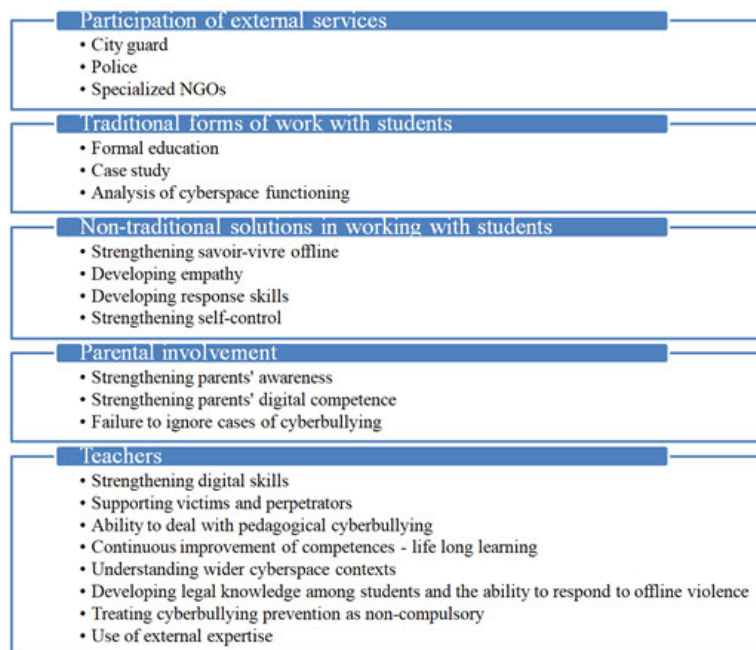 Participation of external services
• City guard
• Police
• Specialized NGOs
Traditional forms of work with students
• Formal education
• Case study
• Analysis of cyberspace functioning
Non-traditional solutions in working with students
• Strengthening savoir-vivre offline
• Developing empathy
• Developing response skills
• Strengthening self-control
Parental involvement
• Strengthening parents' awareness
• Strengthening parents' digital competence
• Failure to ignore cases of cyberbullying
Teachers
• Strengthening digital skills
• Supporting victims and perpetrators
• Ability to deal with pedagogical cyberbullying
• Continuous improvement of competences - life long learning
• Understanding wider cyberspace contexts
• Developing legal knowledge among students and the ability to respond to offline violence
• Treating cyberbullying prevention as non-compulsory
• Use of external expertise